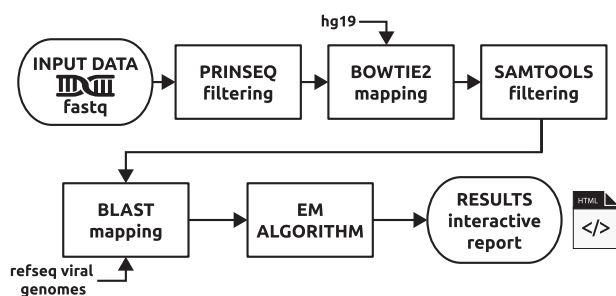 hg19
INPUT DATA
fastq
PRINSEQ
filtering
BOWTIE2
mapping
SAMTOOLS
filtering
BLAST
mapping
EM
ALGORITHM
RESULTS
interactive
report
HTML
</>
refseq viral
genomes